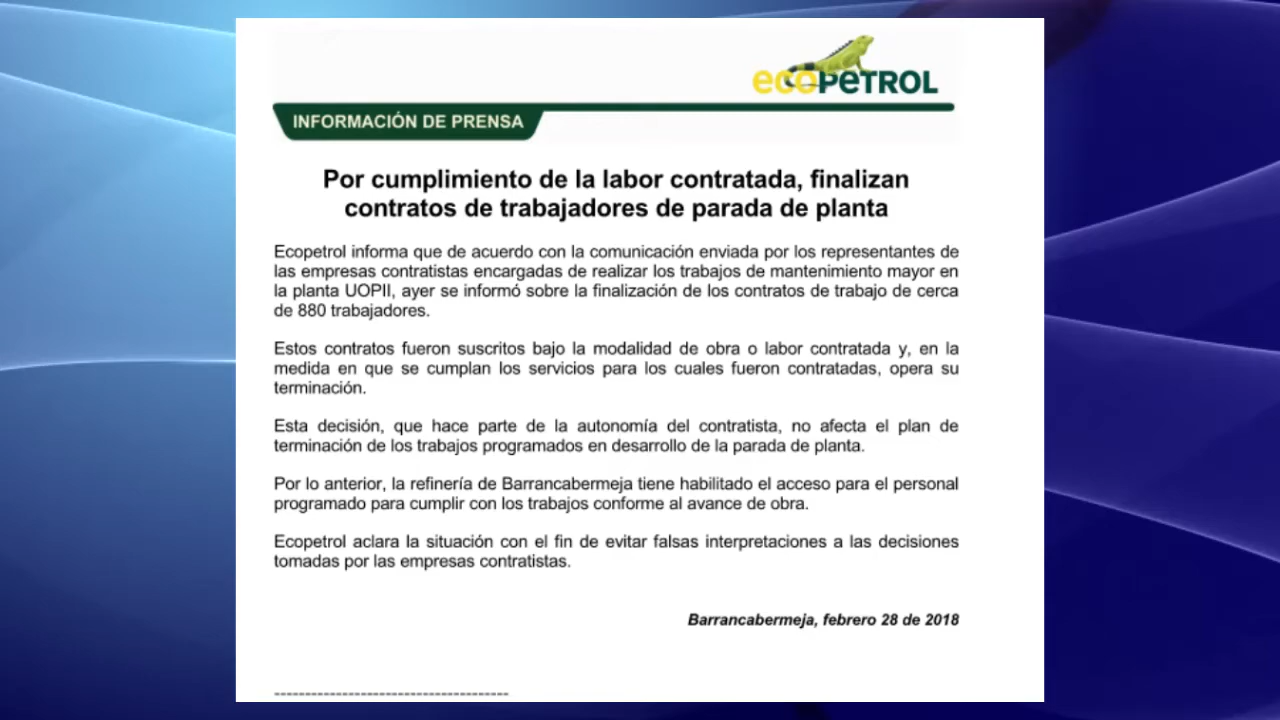 ecoPETROL
INFORMACIÓN DE PRENSA
Por cumplimiento de la labor contratada, finalizan
contratos de trabajadores de parada de planta
Ecopetrol informa que de acuerdo con la comunicación enviada por los representantes de
las empresas contratistas encargadas de realizar los trabajos de mantenimiento mayor en
la planta UOPII, ayer se informó sobre la finalización de los contratos de trabajo de cerca
de 880 trabajadores.
Estos contratos fueron suscritos bajo la modalidad de obra o labor contratada y, en la
medida en que se cumplan los servicios para los cuales fueron contratadas, opera su
terminación.
Esta decisión, que hace parte de la autonomía del contratista, no afecta el plan de
terminación de los trabajos programados en desarrollo de la parada de planta.
Por lo anterior, la refinería de Barrancabermeja tiene habilitado el acceso para el personal
programado para cumplir con los trabajos conforme al avance de obra.
Ecopetrol aclara la situación con el fin de evitar falsas interpretaciones a las decisiones
tomadas por las empresas contratistas.
Barrancabermeja, febrero 28 de 2018
--------------------------------------